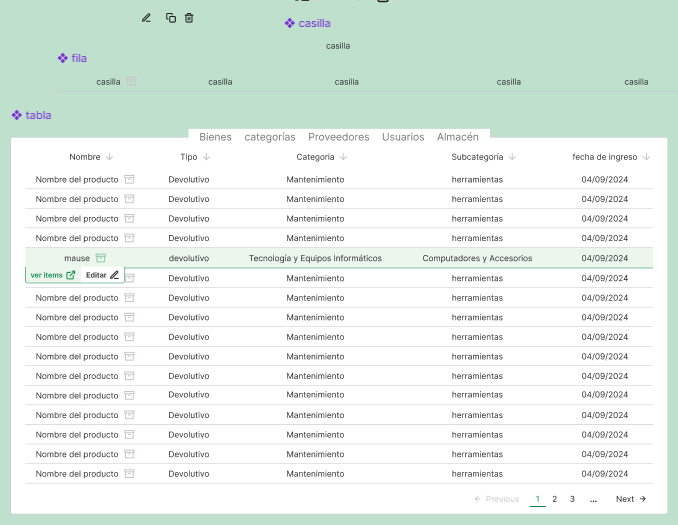 casilla
casilla
fila
casilla casilla casilla casilla casilla
tabla
Bienes categorías Proveedores Usuarios Almacén
Nombre Tipo Categoria Subcategoría fecha de ingreso
Nombre del producto Devolutivo Mantenimiento herramientas 04/09/2024
Nombre del producto Devolutivo Mantenimiento herramientas 04/09/2024
Nombre del producto Devolutivo Mantenimiento herramientas 04/09/2024
Nombre del producto Devolutivo Mantenimiento herramientas 04/09/2024
mause devolutivo Tecnología y Equipos Informáticos Computadores y Accesorios 04/09/2024
ver items Editar
Devolutivo Mantenimiento herramientas 04/09/2024
Nombre del producto Devolutivo Mantenimiento herramientas 04/09/2024
Nombre del producto Devolutivo Mantenimiento herramientas 04/09/2024
Nombre del producto Devolutivo Mantenimiento herramientas 04/09/2024
Nombre del producto Devolutivo Mantenimiento herramientas 04/09/2024
Nombre del producto Devolutivo Mantenimiento herramientas 04/09/2024
Nombre del producto Devolutivo Mantenimiento herramientas 04/09/2024
Nombre del producto Devolutivo Mantenimiento herramientas 04/09/2024
Nombre del producto Devolutivo Mantenimiento herramientas 04/09/2024
Nombre del producto Devolutivo Mantenimiento herramientas 04/09/2024
Nombre del producto Devolutivo Mantenimiento herramientas 04/09/2024
Previous 1 2 3 ... Next